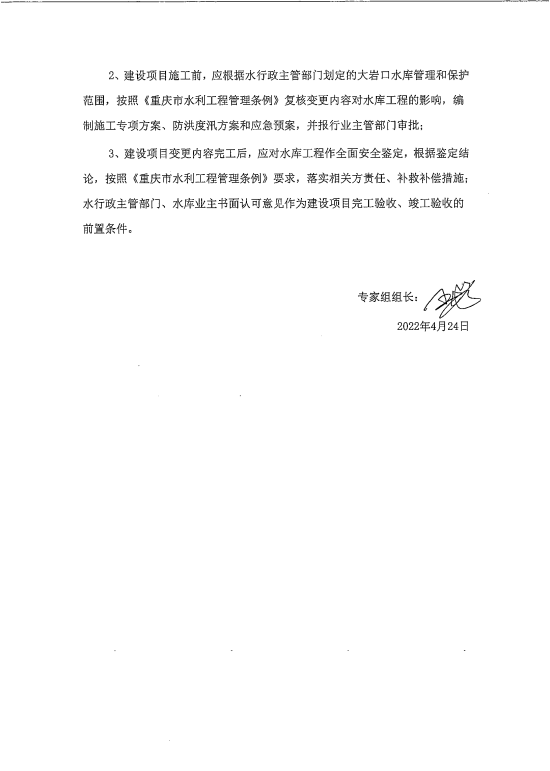 2、建设项目施工前，应根据水行政主管部门划定的大岩口水库管理和保护
范围，按照《重庆市水利工程管理条例》复核变更内容对水库工程的影响，编
制施工专项方案、防洪度汛方案和应急预案，并报行业主管部门审批；
3、建设项目变更内容完工后，应对水库工程作全面安全鉴定，根据鉴定结
论，按照《重庆市水利工程管理条例》要求，落实相关方责任、补救补偿措施；
水行政主管部门、水库业主书面认可意见作为建设项目完工验收、竣工验收的
前置条件。
专家组组长：
2022年4月24日